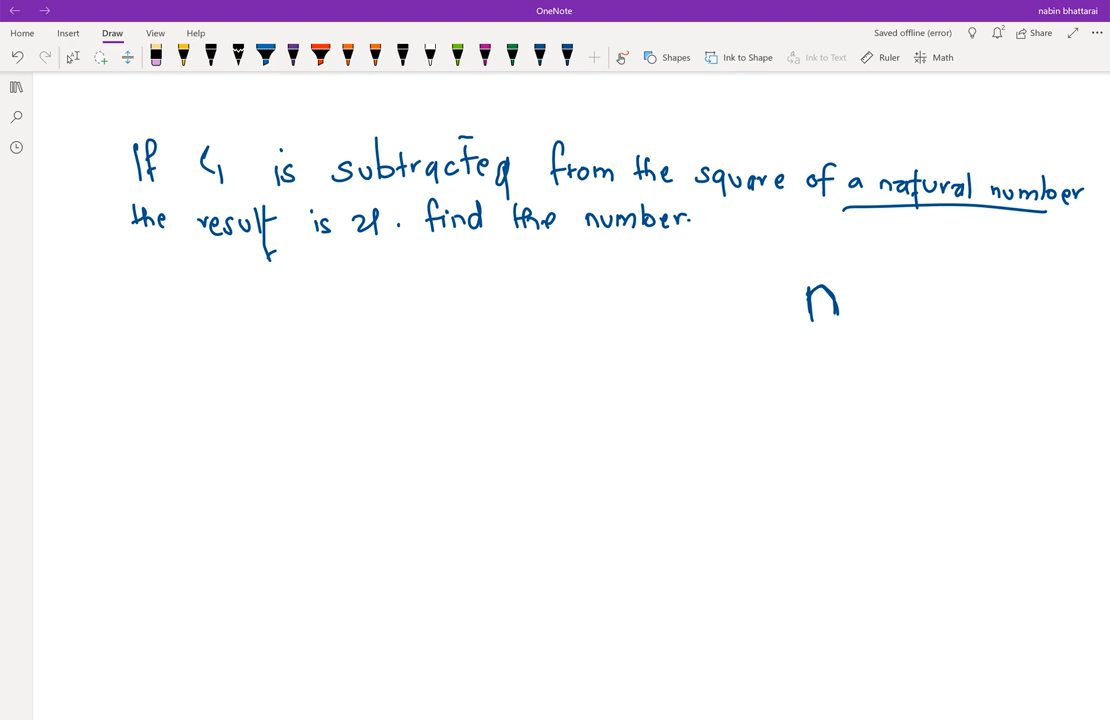 OneNote
nabin bhattarai
Home Insert Draw View Help
Saved offline (error)
2
Share
Shapes
Ink to Shape
Ink to Text
Ruler
Math
If 4 is subtracted from the square of a natural number
the result is 21. find the number.
n